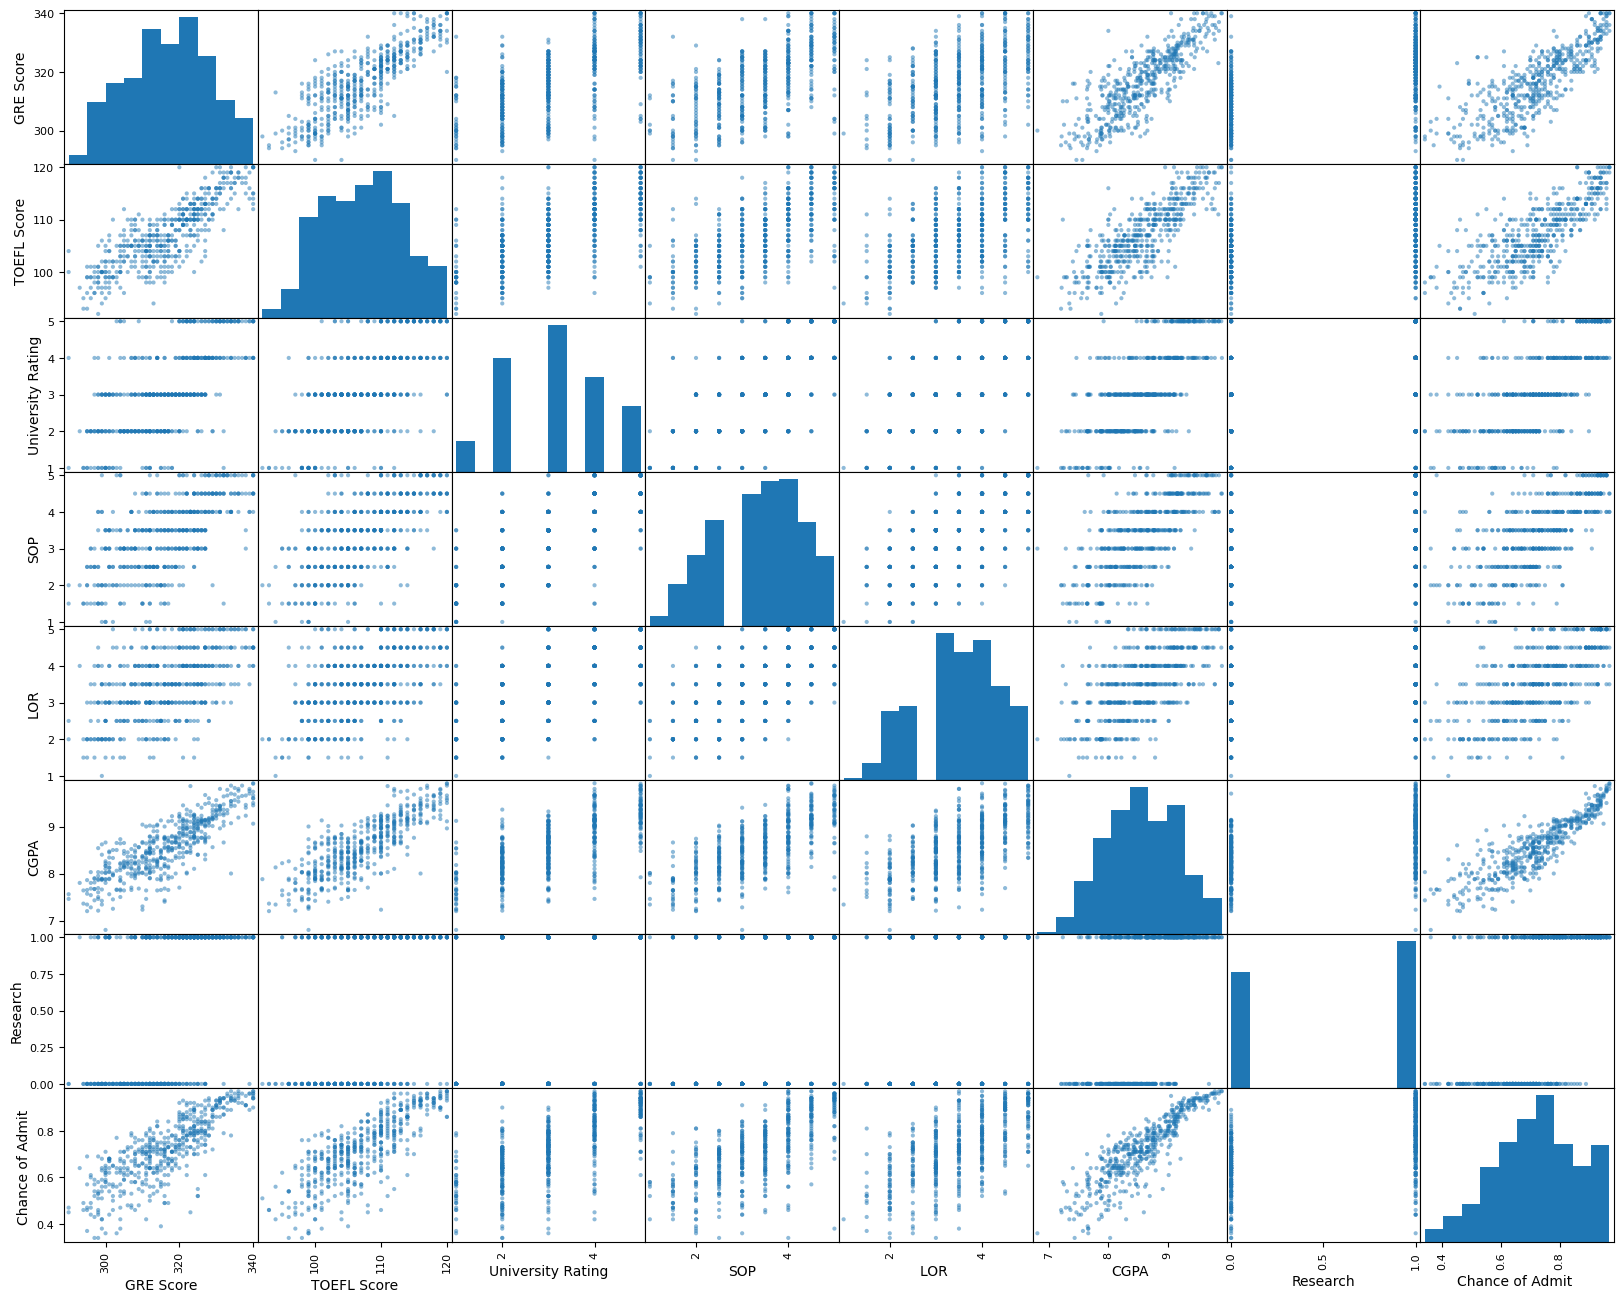 340
320
300
GRE Score
120
110
100
TOEFL Score
5
4
3
2
1
University Rating
5
4
3
2
1
SOP
5
4
3
2
1
LOR
9
8
7
CGPA
1.00
0.75
0.50
0.25
0.00
Research
0.8
0.6
0.4
Chance of Admit
300 320 340
GRE Score
100 110 120
TOEFL Score
2 4
University Rating
2 4
SOP
2 4
LOR
7 8 9
CGPA
0.0 0.5 1.0
Research
0.4 0.6 0.8
Chance of Admit